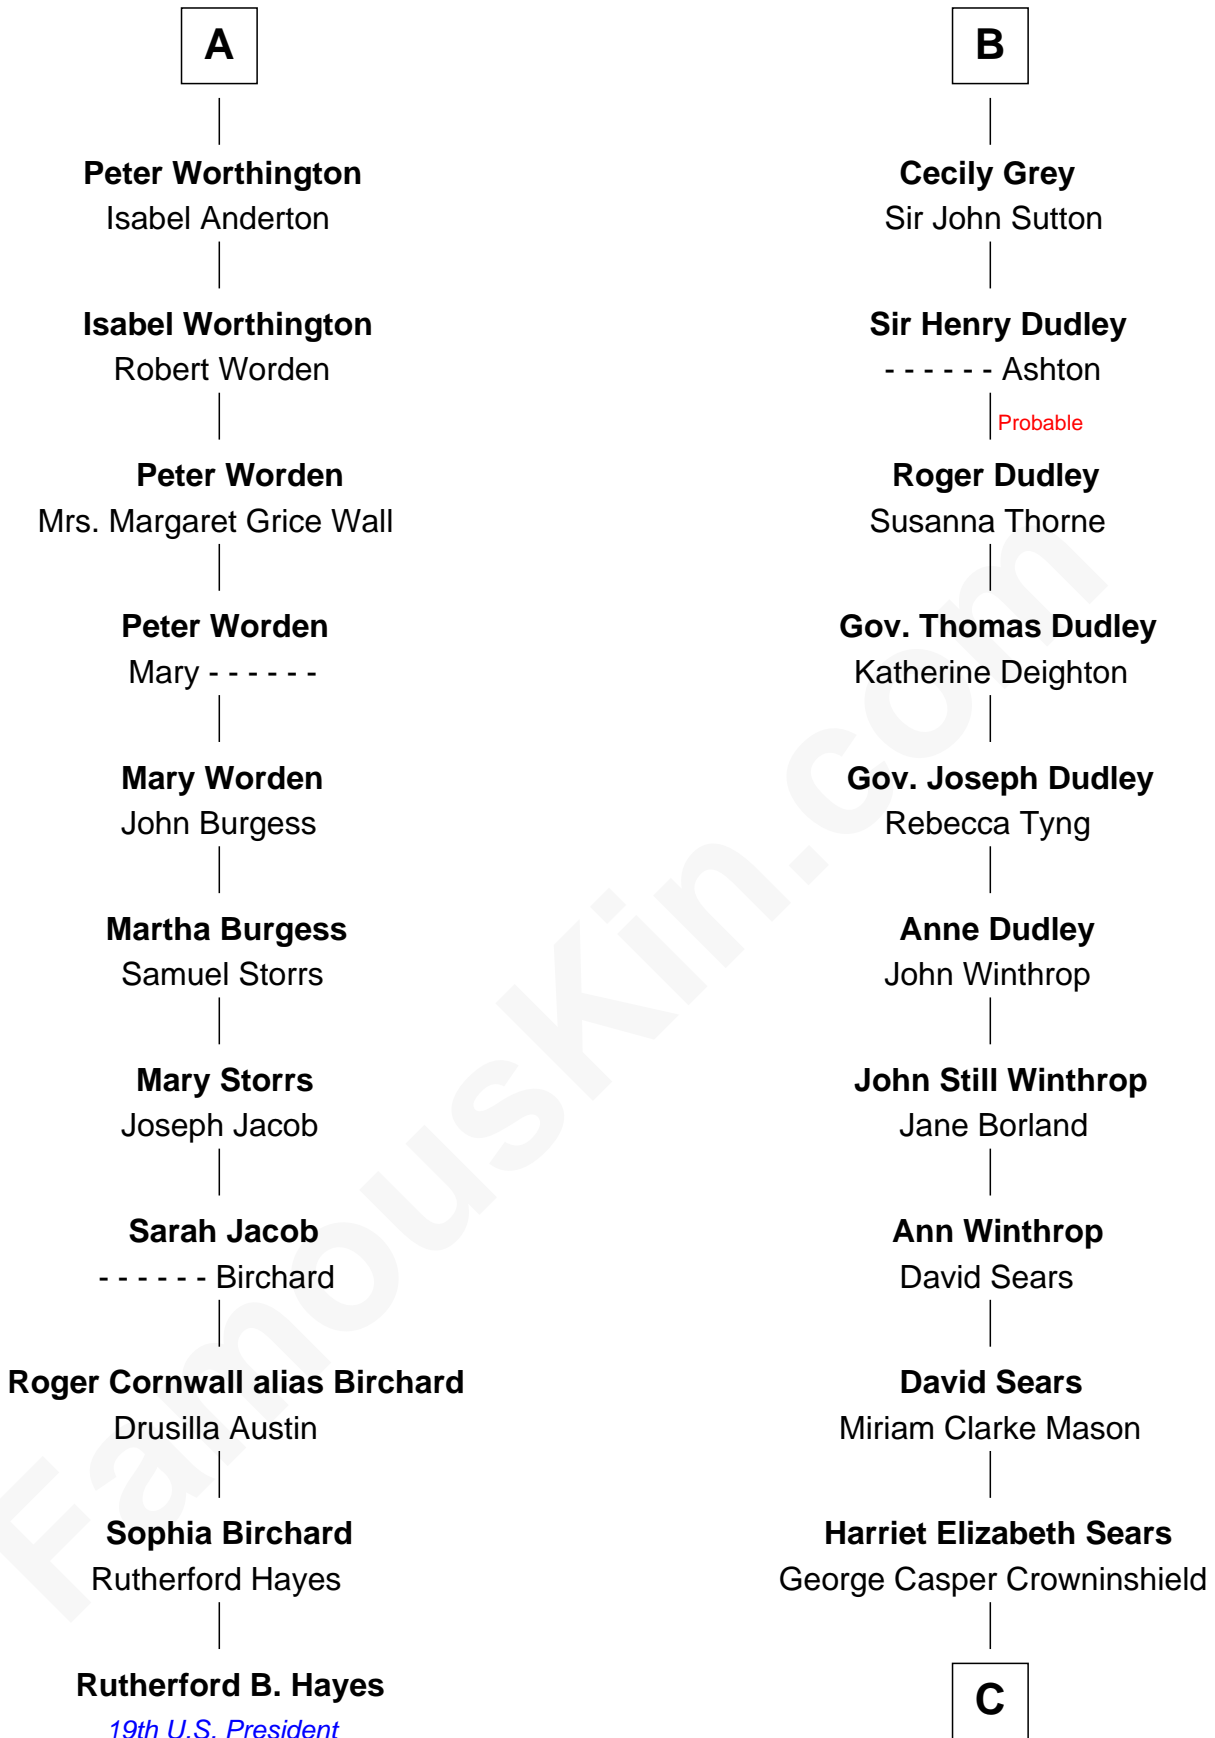 A
Peter Worthington
Isabel Anderton
Isabel Worthington
Robert Worden
Peter Worden
Mrs. Margaret Grice Wall
Peter Worden
Mary - - - - - -
Mary Worden
John Burgess
Martha Burgess
Samuel Storrs
Mary Storrs
Joseph Jacob
Sarah Jacob
- - - - - - Birchard
Roger Cornwall alias Birchard
Drusilla Austin
Sophia Birchard
Rutherford Hayes
Rutherford B. Hayes
19th U.S. President
B
Cecily Grey
Sir John Sutton
Sir Henry Dudley
- - - - - - Ashton
Probable
Roger Dudley
Susanna Thorne
Gov. Thomas Dudley
Katherine Deighton
Gov. Joseph Dudley
Rebecca Tyng
Anne Dudley
John Winthrop
John Still Winthrop
Jane Borland
Ann Winthrop
David Sears
David Sears
Miriam Clarke Mason
Harriet Elizabeth Sears
George Casper Crowninshield
C
FamousKin.com